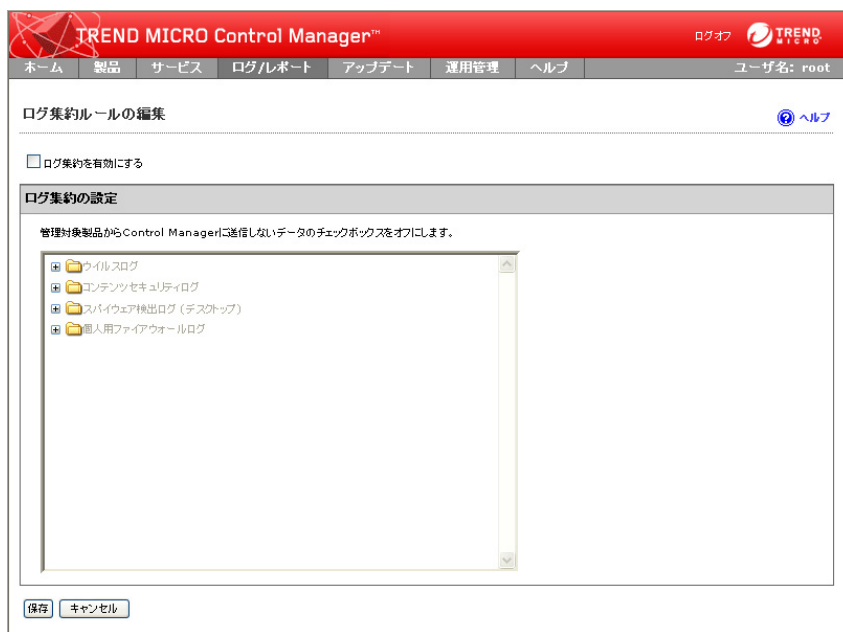 TREND MICRO Control Manager™
ログオフ
TREND MICRO
ホーム 製品 サービス ログ/レポート アップデート 運用管理 ヘルプ ユーザ名: root
ログ集約ルールの編集
ヘルプ
ログ集約を有効にする
ログ集約の設定
管理対象製品からControl Managerに送信しないデータのチェックボックスをオフにします。
ウイルスログ
コンテンツセキュリティログ
スパイウェア検出ログ (デスクトップ)
個人用ファイアウォールログ
保存 キャンセル